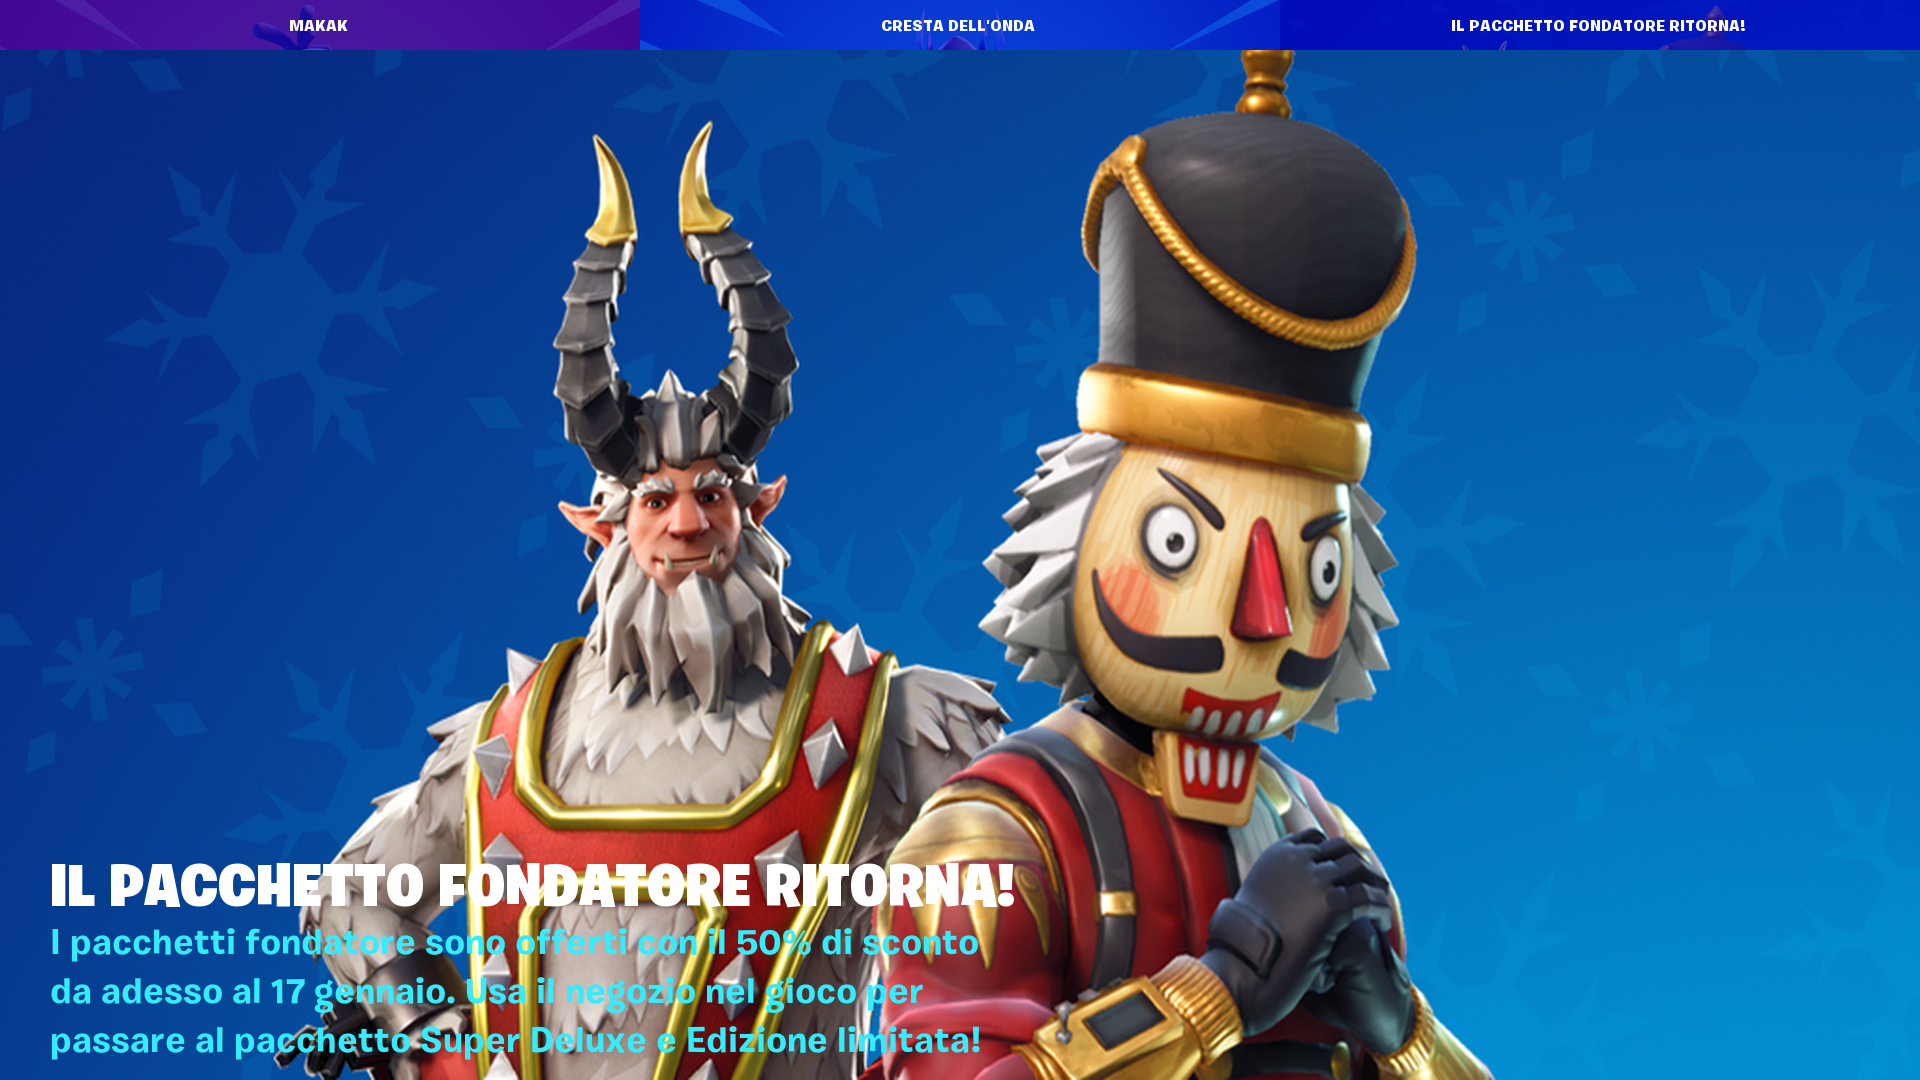 MAKAK
CRESTA DELL'ONDA
IL PACCHETTO FONDATORE RITORNA!
IL PACCHETTO FONDATORE RITORNA!
I pacchetti fondatore sono offerti con il 50% di sconto
da adesso al 17 gennaio. Usa il negozio nel gioco per
passare al pacchetto Super Deluxe e Edizione limitata!